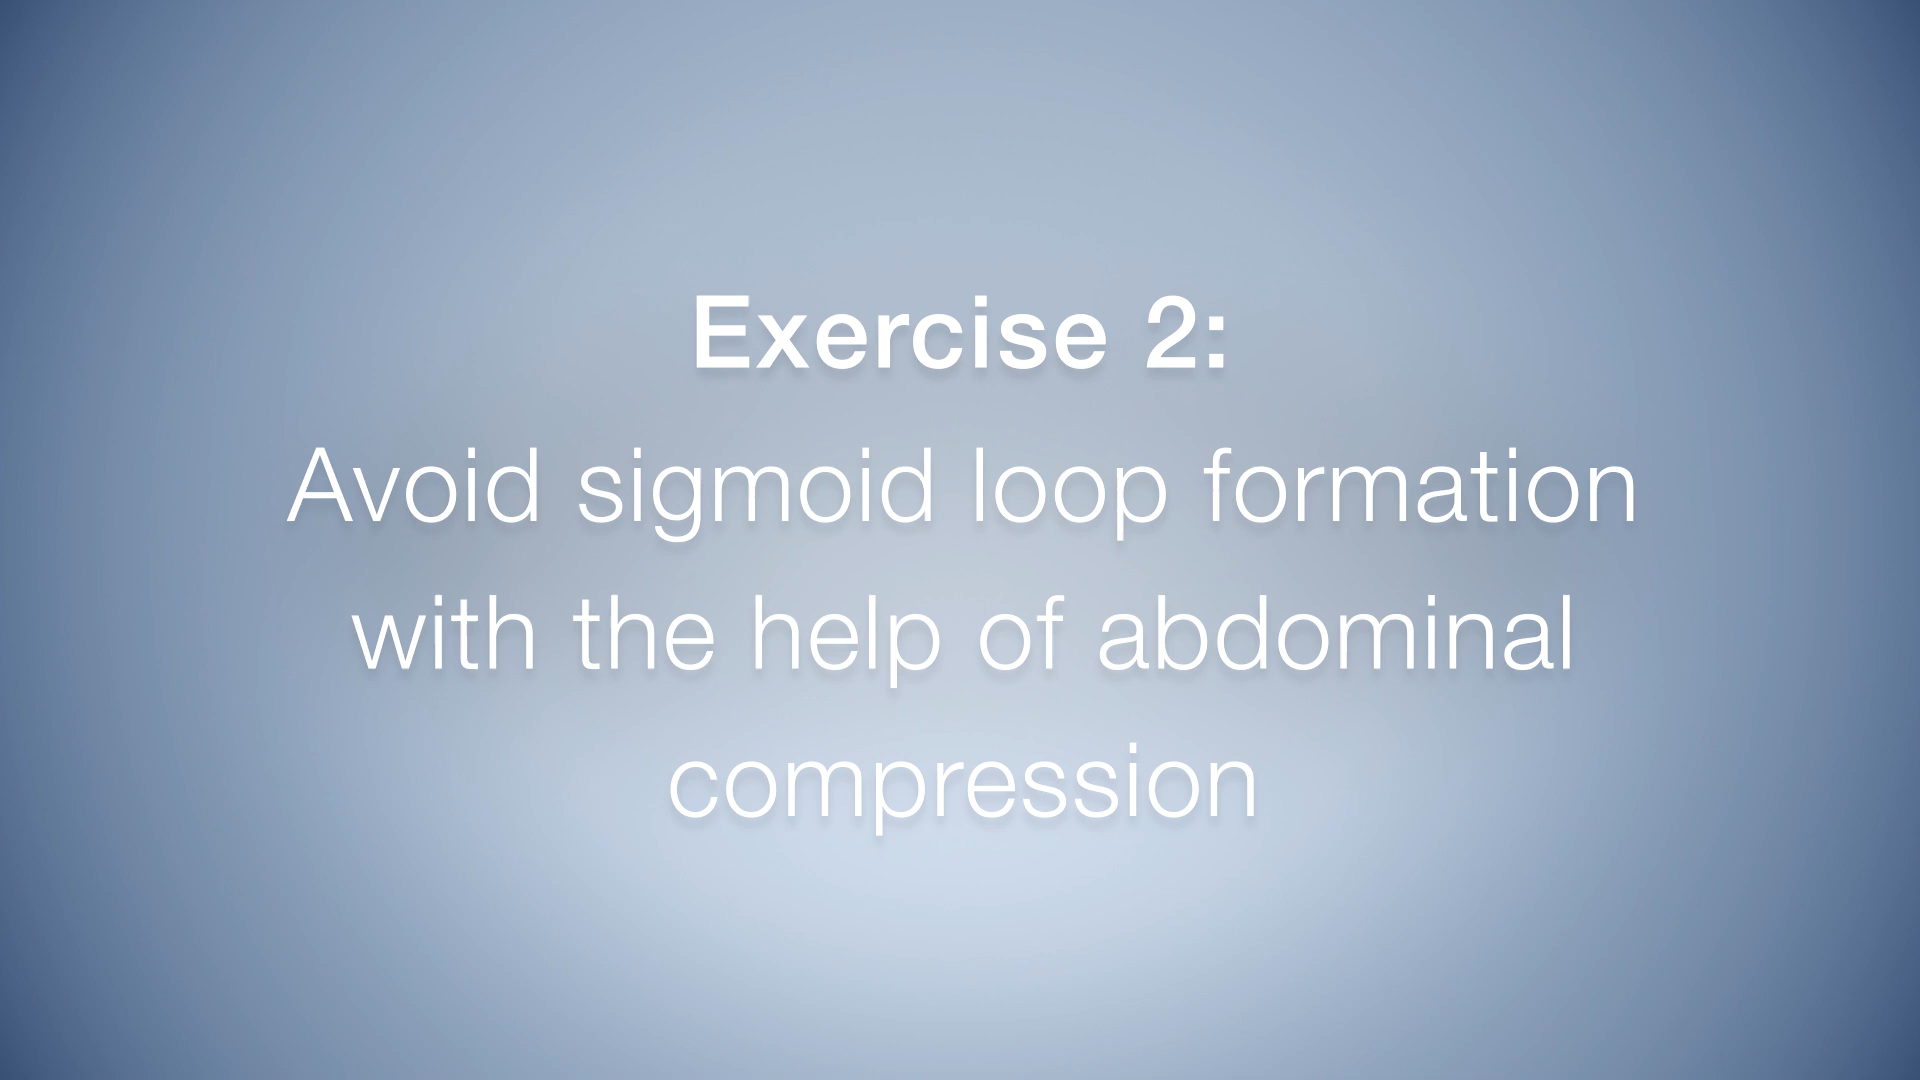 Exercise 2:
Avoid sigmoid loop formation
with the help of abdominal
compression